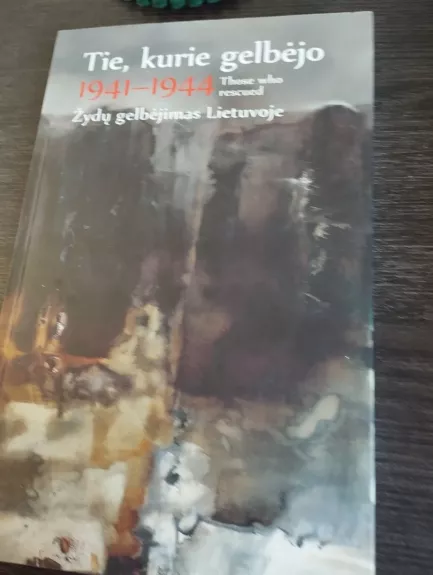 Tie, kurie gelbėjo
1941–1944 Those who
rescued
Žydų gelbėjimas Lietuvoje